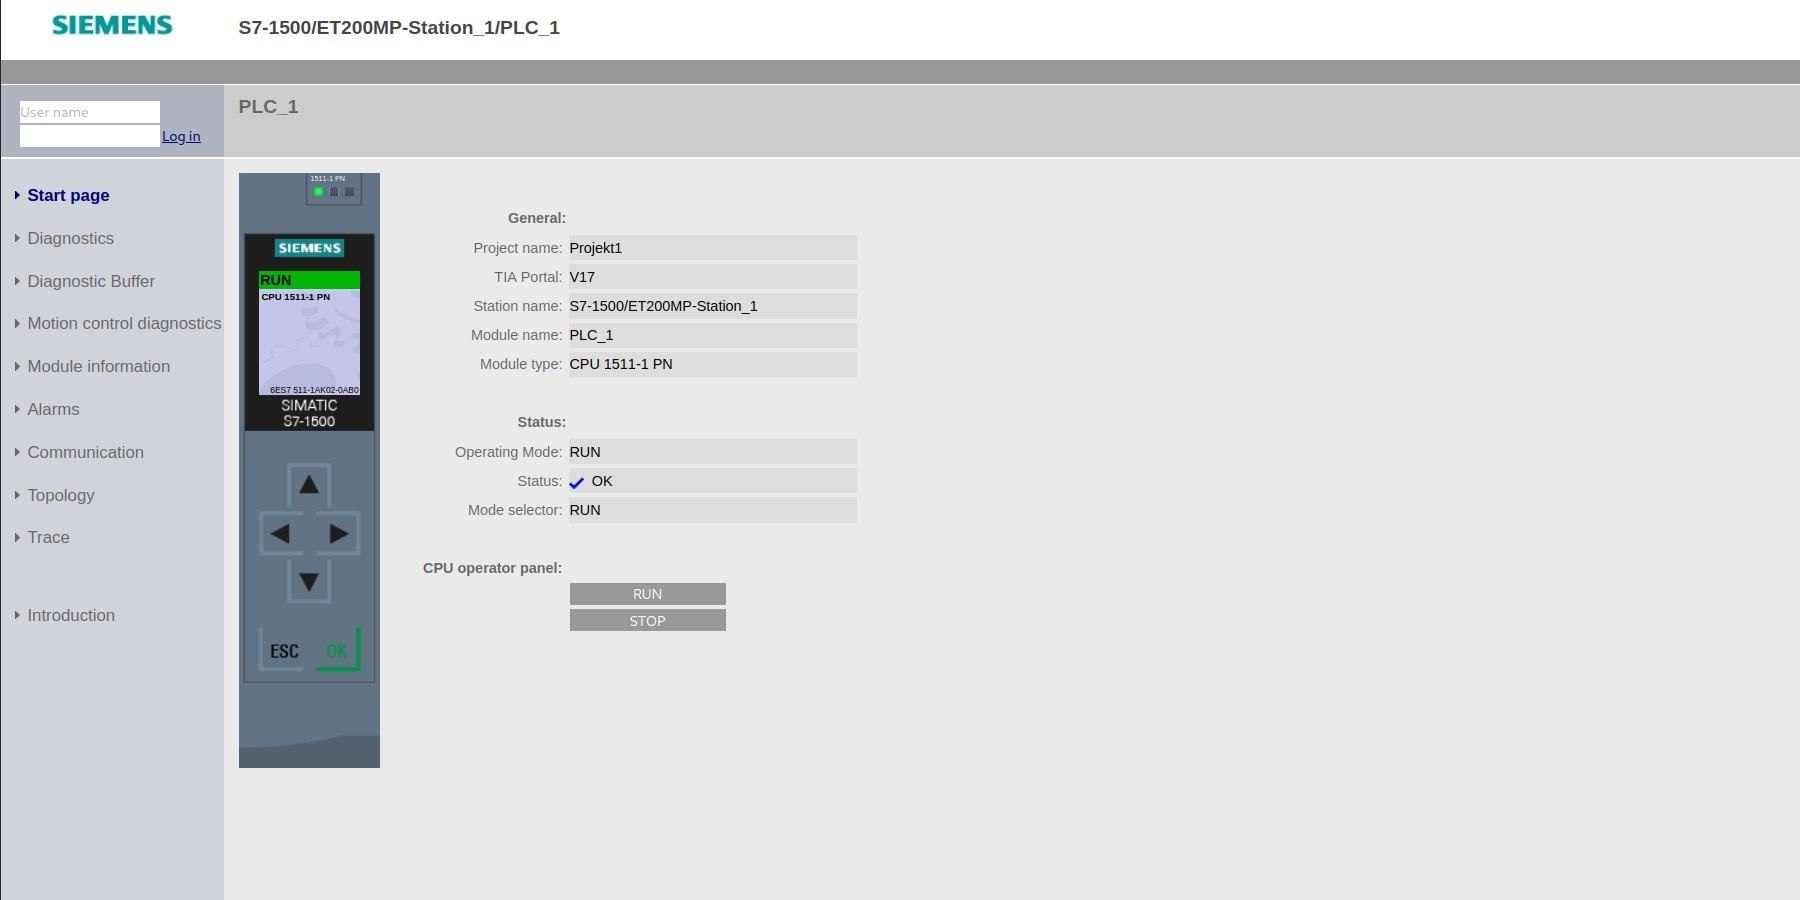 SIEMENS
S7-1500/ET200MP-Station_1/PLC_1
User name
Log in
PLC_1
Start page
Diagnostics
Diagnostic Buffer
Motion control diagnostics
Module information
Alarms
Communication
Topology
Trace
Introduction
1511-1 PN
SIEMENS
RUN
CPU 1511-1 PN
6ES7 511-1AK02-0AB0
SIMATIC
S7-1500
ESC OK
General:
Project name: Projekt1
TIA Portal: V17
Station name: S7-1500/ET200MP-Station_1
Module name: PLC_1
Module type: CPU 1511-1 PN
Status:
Operating Mode: RUN
Status: OK
Mode selector: RUN
CPU operator panel:
RUN
STOP